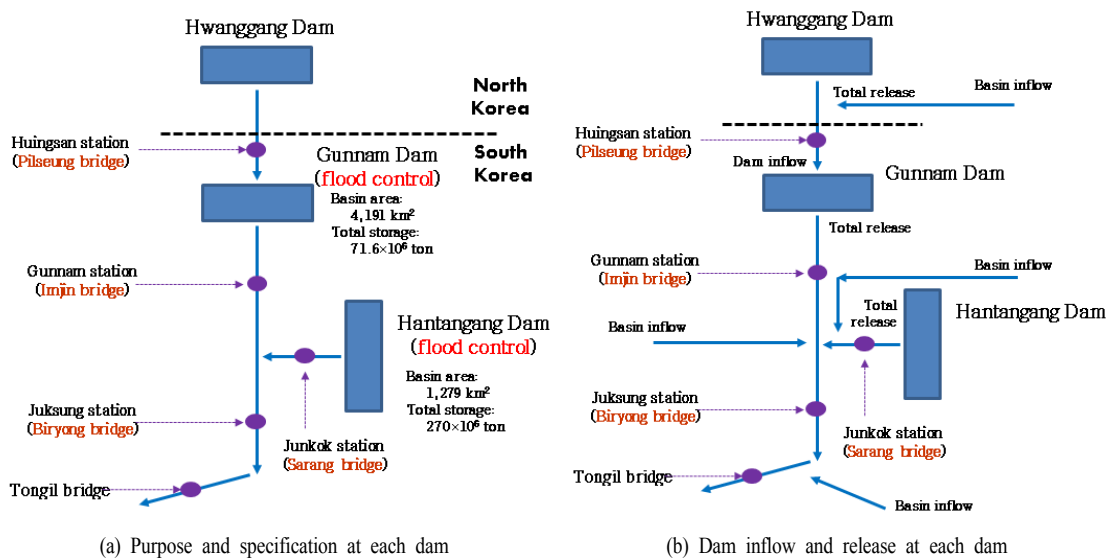 Hwanggang Dam
North
Korea
Huingsan station
(Pilseung bridge)
South
Korea
Gunnam Dam
(flood control)
Basin area:
4,191 km²
Total storage:
71.6×10⁶ ton
Gunnam station
(Imjin bridge)
Hantangang Dam
(flood control)
Basin area:
1,279 km²
Total storage:
270×10⁶ ton
Juksung station
(Biryong bridge)
Junkok station
(Sarang bridge)
Tongil bridge
(a) Purpose and specification at each dam
Hwanggang Dam
Total release
Basin inflow
Huingsan station
(Pilseung bridge)
Dam inflow
Gunnam Dam
Total release
Gunnam station
(Imjin bridge)
Basin inflow
Total
release
Hantangang Dam
Basin inflow
Juksung station
(Biryong bridge)
Junkok station
(Sarang bridge)
Tongil bridge
Basin inflow
(b) Dam inflow and release at each dam